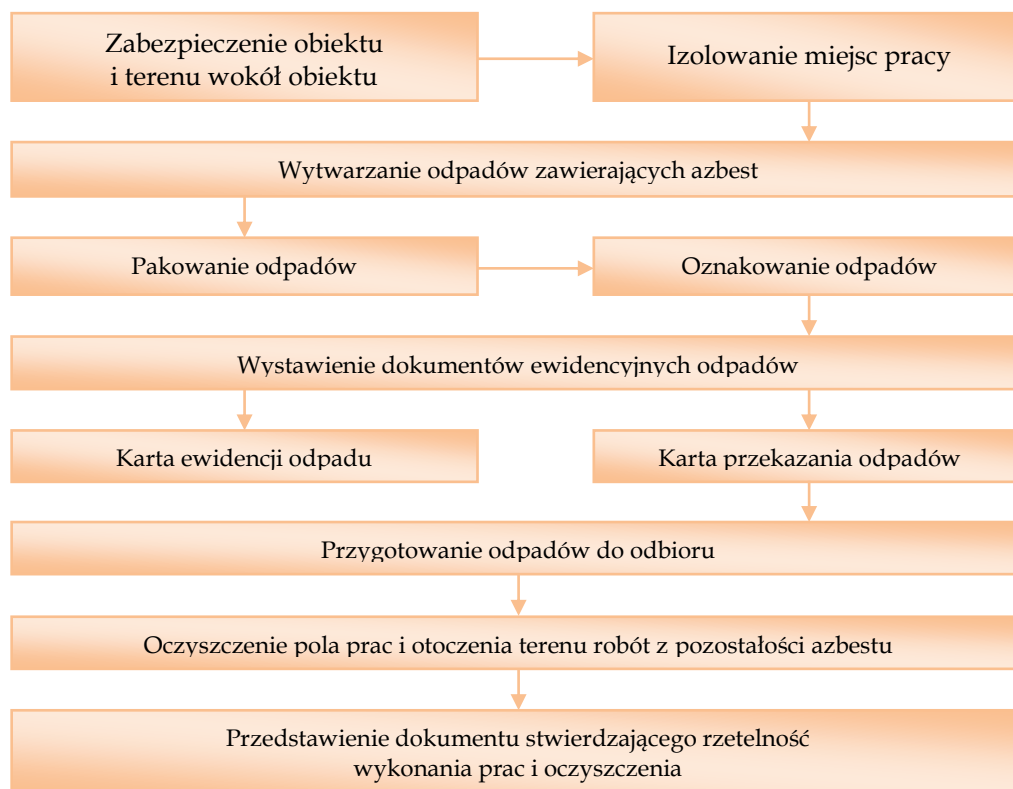 Zabezpieczenie obiektu
i terenu wokół obiektu
Izolowanie miejsc pracy
Wytwarzanie odpadów zawierających azbest
Pakowanie odpadów
Oznakowanie odpadów
Wystawienie dokumentów ewidencyjnych odpadów
Karta ewidencji odpadu
Karta przekazania odpadów
Przygotowanie odpadów do odbioru
Oczyszczenie pola prac i otoczenia terenu robót z pozostałości azbestu
Przedstawienie dokumentu stwierdzającego rzetelność
wykonania prac i oczyszczenia